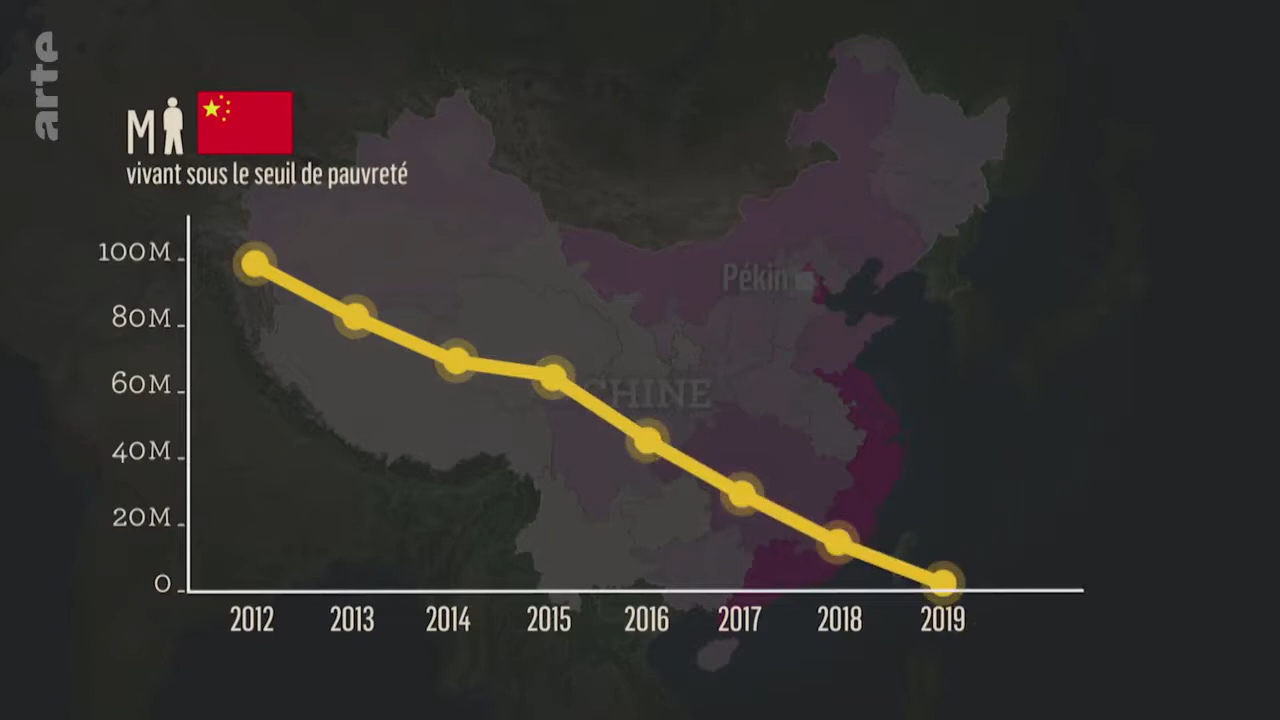 arte
M
vivant sous le seuil de pauvreté
100M
80M
60M
40M
20M
0
Pékin
CHINE
2012 2013 2014 2015 2016 2017 2018 2019